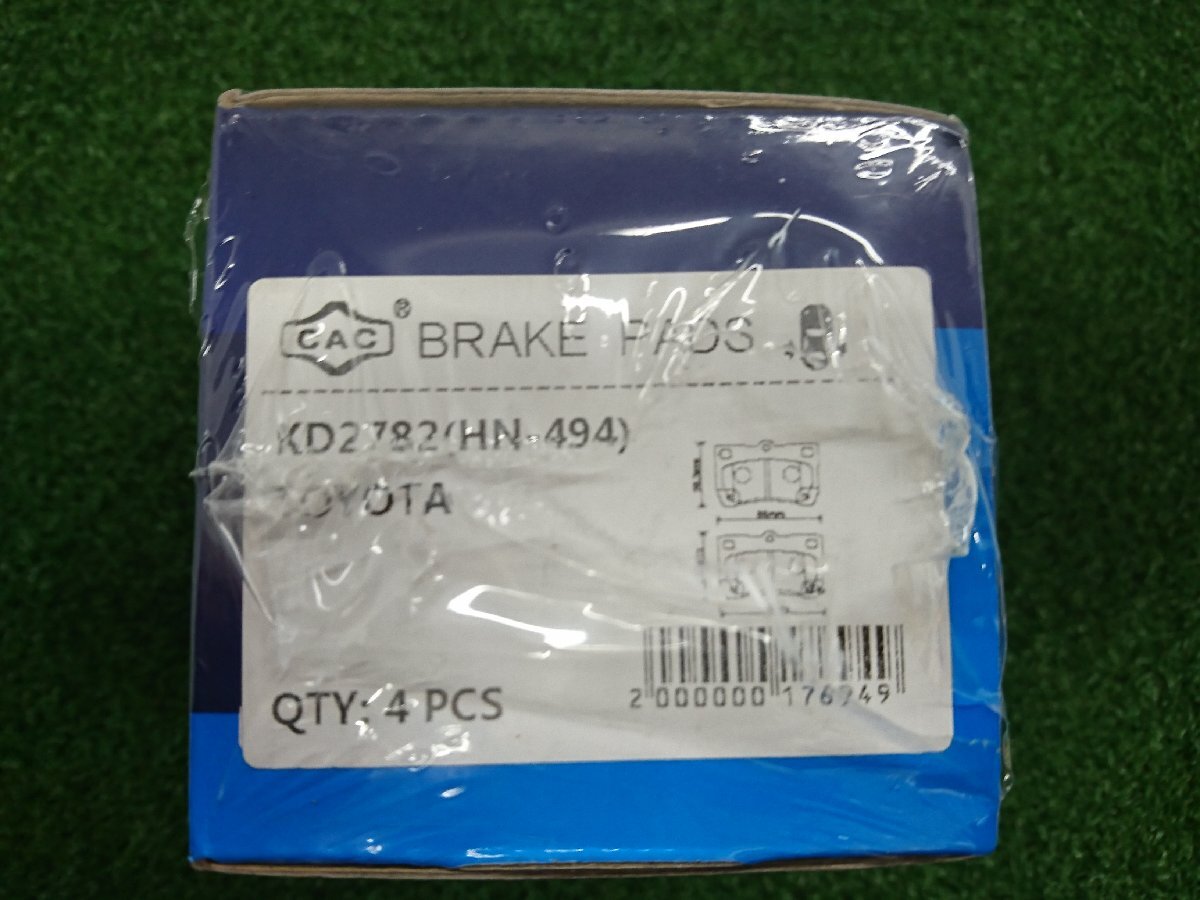 CAC ® BRAKE PADS
KD2782(HN-494)
TOYOTA
QTY: 4 PCS